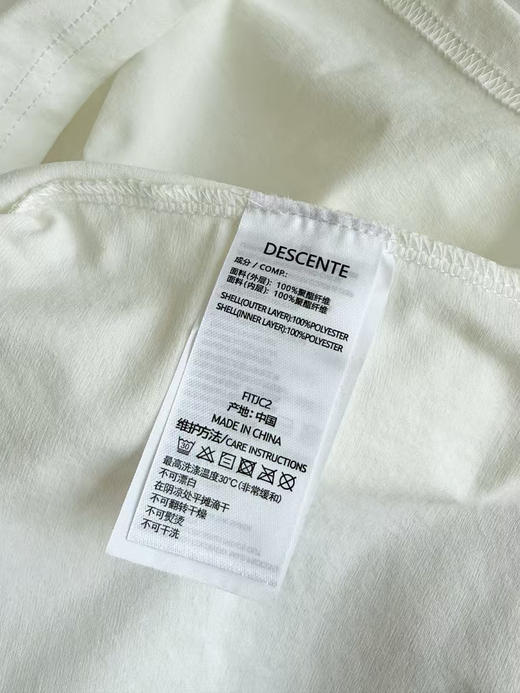 DESCENTE
成分 / COMP.:
面料(外层): 100%聚酯纤维
面料(内层): 100%聚酯纤维
SHELL(OUTER LAYER):100%POLYESTER
SHELL(INNER LAYER):100%POLYESTER
FITJC2
产地: 中国
MADE IN CHINA
维护方法/CARE INSTRUCTIONS
30
最高洗涤温度30℃(非常缓和)
不可漂白
在阴凉处平摊滴干
不可翻转干燥
不可熨烫
不可干洗